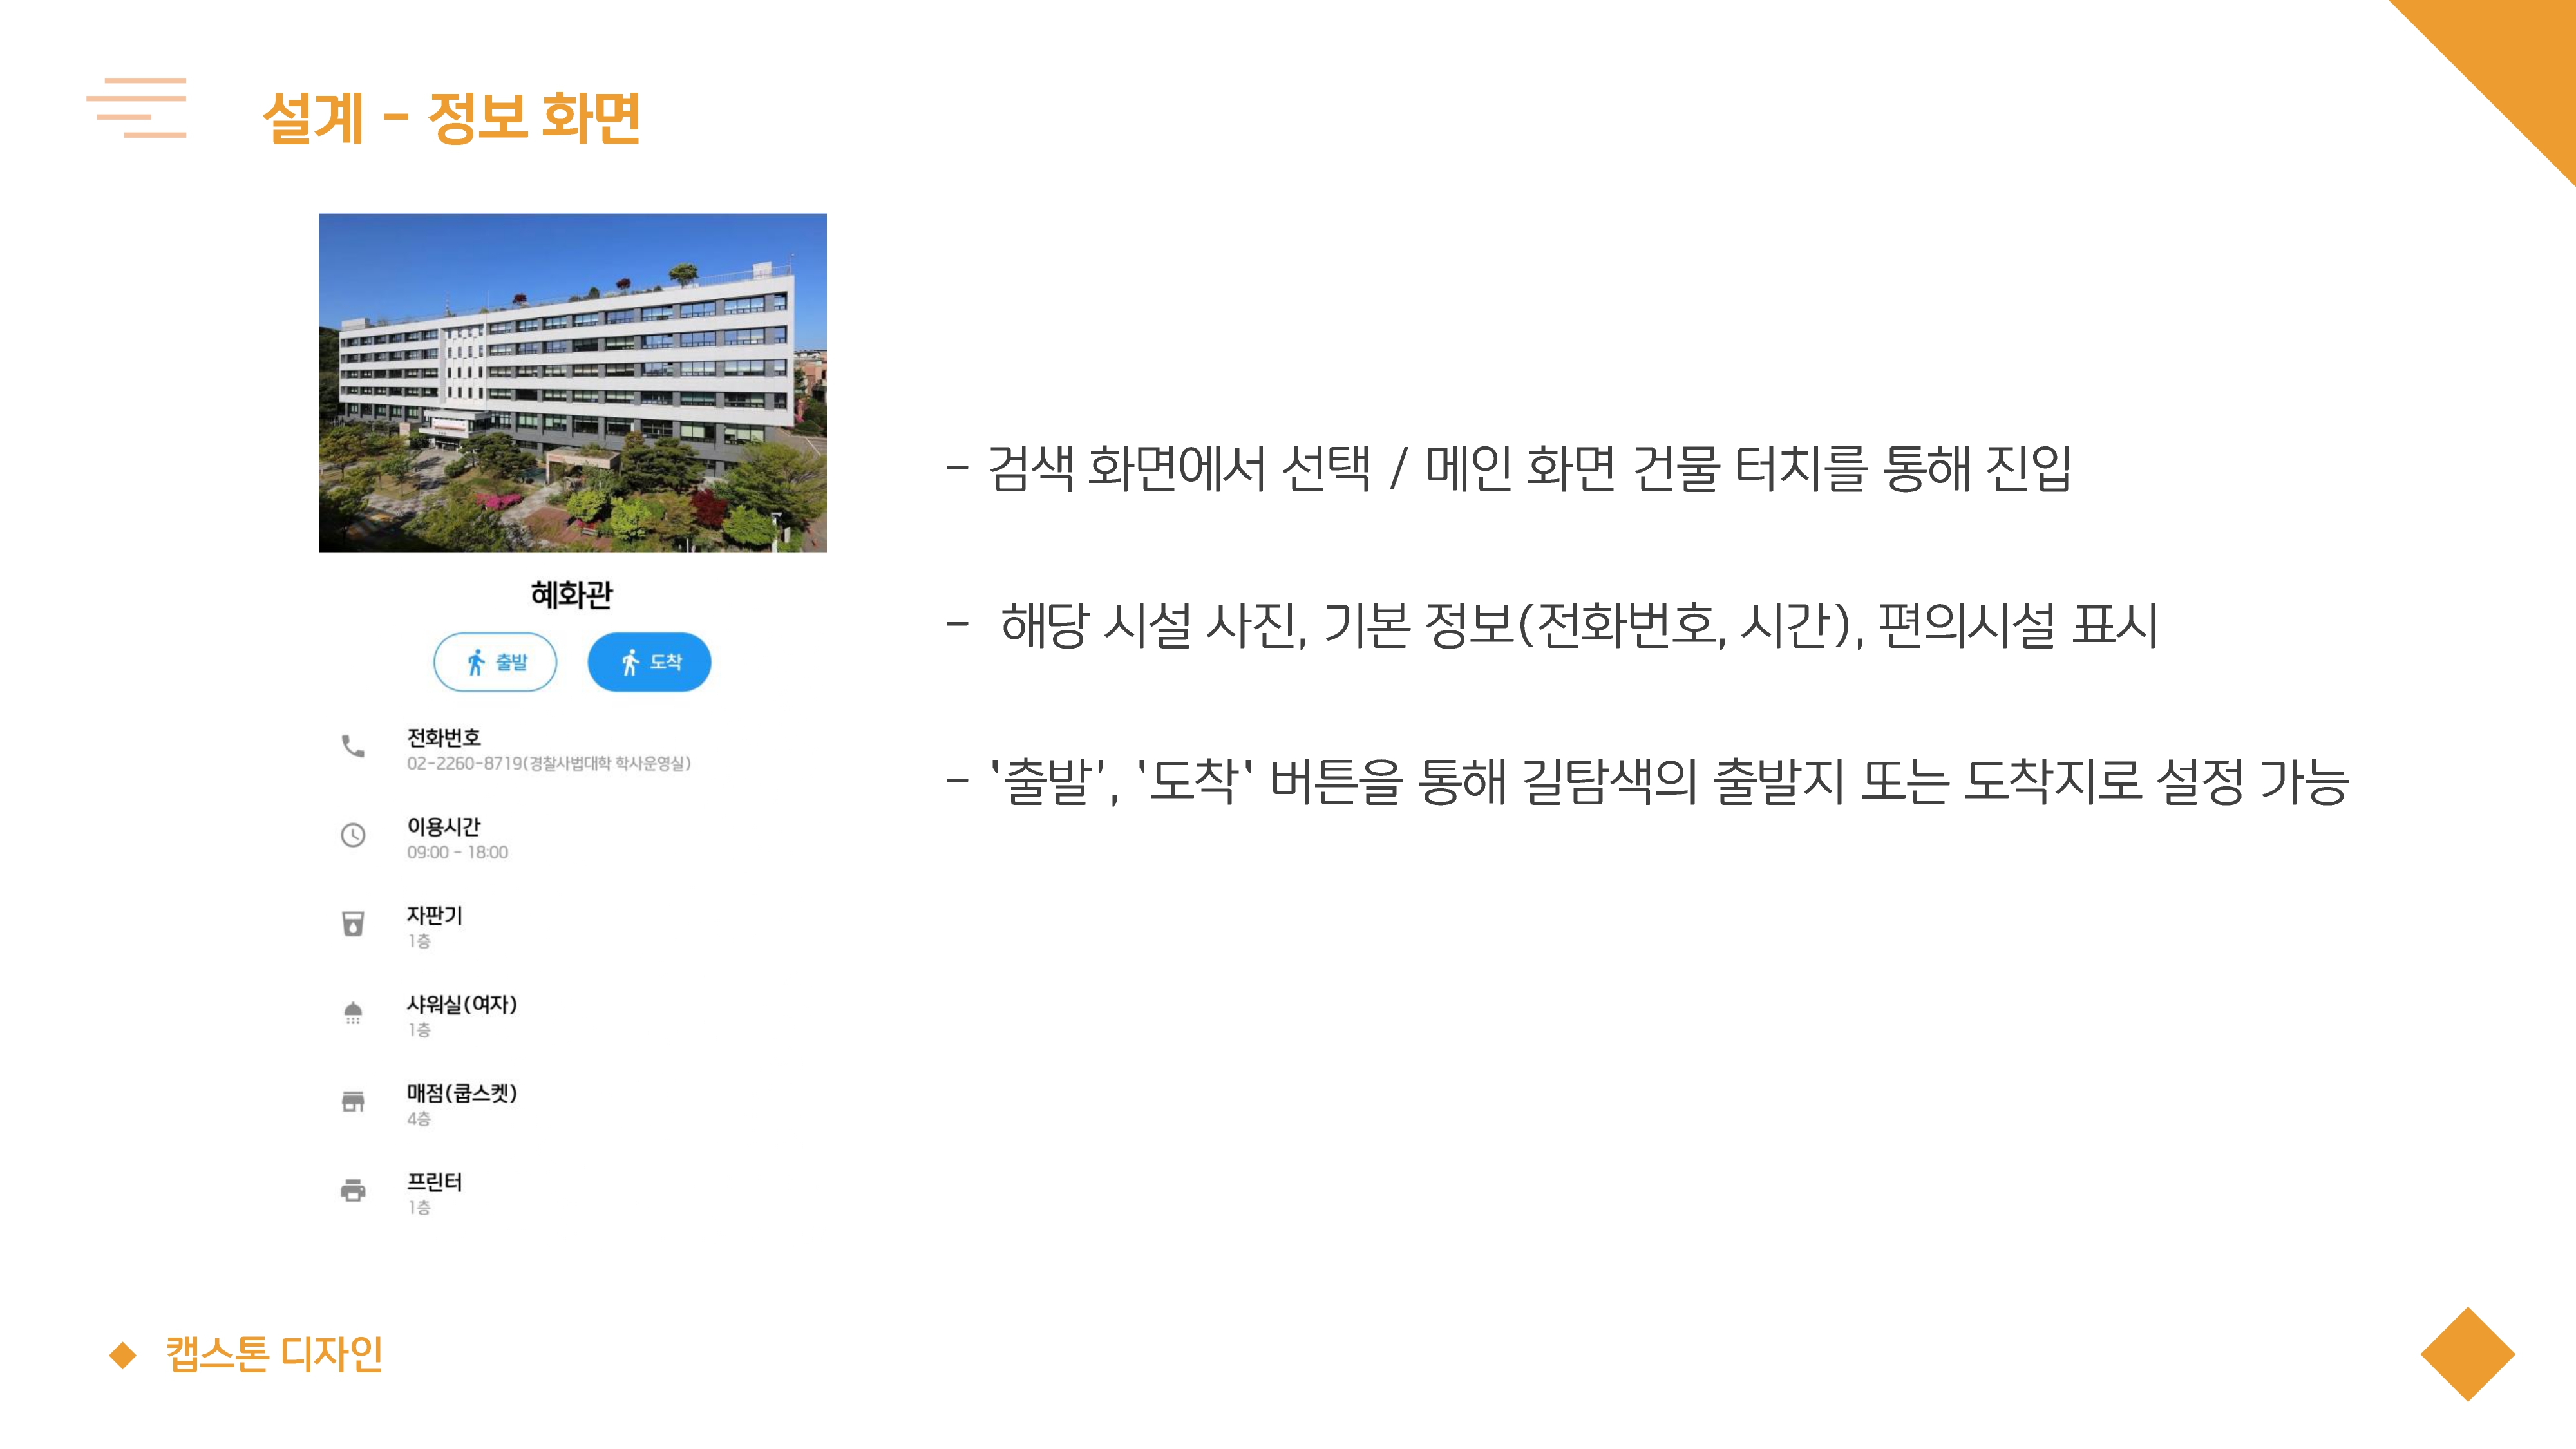 설계 - 정보 화면
혜화관
출발
도착
전화번호
02-2260-8719(경찰사법대학 학사운영실)
이용시간
09:00 - 18:00
자판기
1층
샤워실(여자)
1층
매점(쿱스켓)
4층
프린터
1층
- 검색 화면에서 선택 / 메인 화면 건물 터치를 통해 진입
- 해당 시설 사진, 기본 정보(전화번호, 시간), 편의시설 표시
- '출발', '도착' 버튼을 통해 길탐색의 출발지 또는 도착지로 설정 가능
캡스톤 디자인